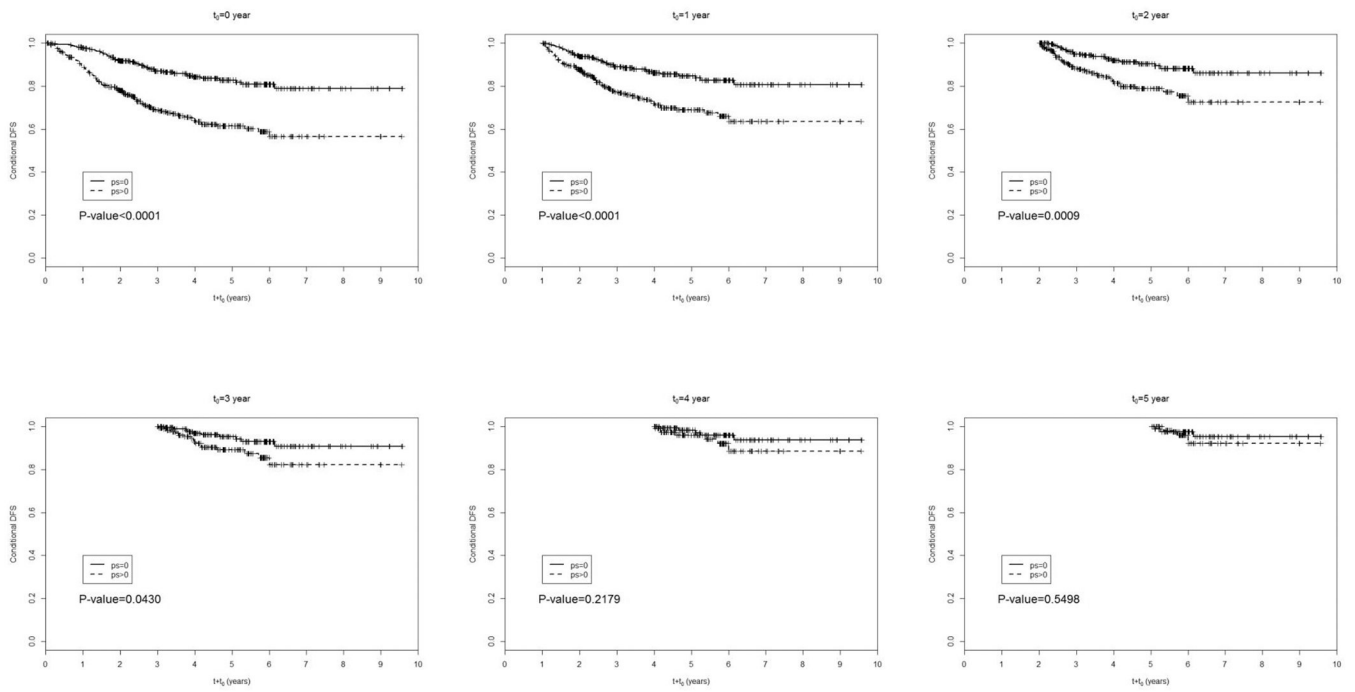 t0=0 year
Conditional DFS
1.0
0.8
0.6
0.4
0.2
0.0
ps=0
ps>0
P-value<0.0001
0 1 2 3 4 5 6 7 8 9 10
t+t0 (years)
t0=1 year
Conditional DFS
1.0
0.8
0.6
0.4
0.2
0.0
ps=0
ps>0
P-value<0.0001
0 1 2 3 4 5 6 7 8 9 10
t+t0 (years)
t0=2 year
Conditional DFS
1.0
0.8
0.6
0.4
0.2
0.0
ps=0
ps>0
P-value=0.0009
0 1 2 3 4 5 6 7 8 9 10
t+t0 (years)
t0=3 year
Conditional DFS
1.0
0.8
0.6
0.4
0.2
0.0
ps=0
ps>0
P-value=0.0430
0 1 2 3 4 5 6 7 8 9 10
t+t0 (years)
t0=4 year
Conditional DFS
1.0
0.8
0.6
0.4
0.2
0.0
ps=0
ps>0
P-value=0.2179
0 1 2 3 4 5 6 7 8 9 10
t+t0 (years)
t0=5 year
Conditional DFS
1.0
0.8
0.6
0.4
0.2
0.0
ps=0
ps>0
P-value=0.5498
0 1 2 3 4 5 6 7 8 9 10
t+t0 (years)